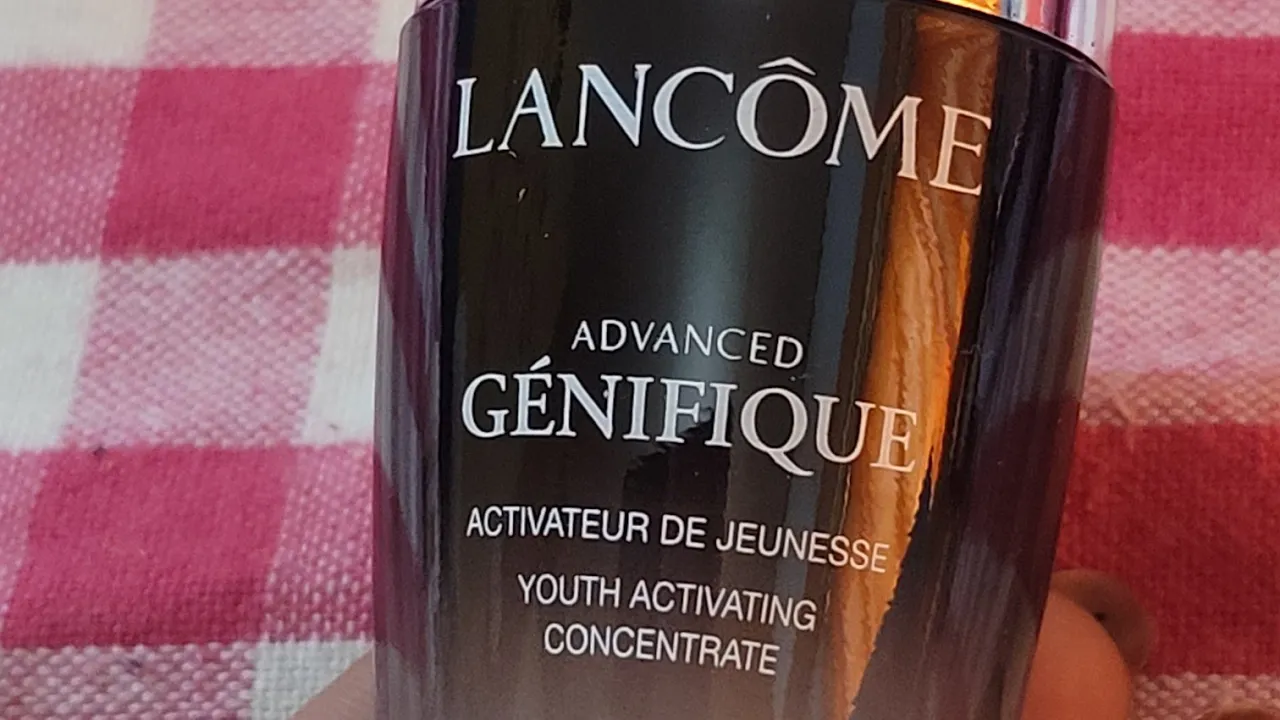 LANCÔME
ADVANCED
GÉNIFIQUE
ACTIVATEUR DE JEUNESSE
YOUTH ACTIVATING
CONCENTRATE